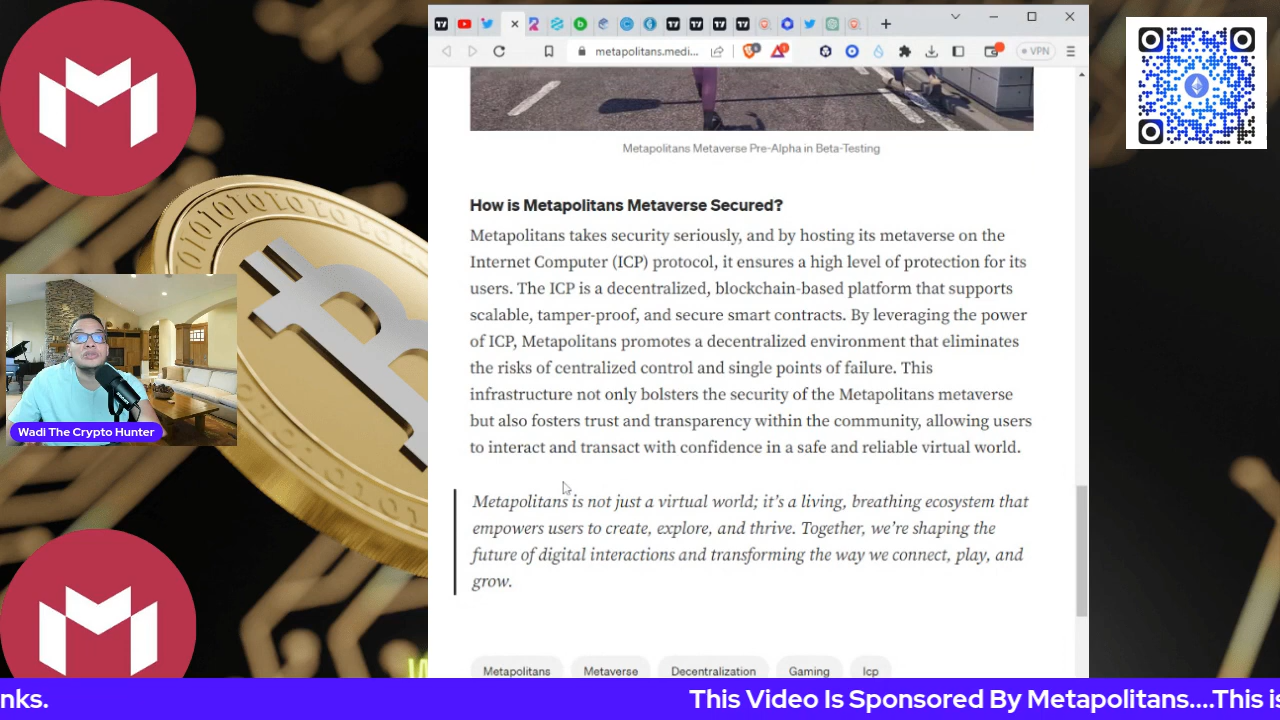 metapolitans.medi...
VPN
Metapolitans Metaverse Pre-Alpha in Beta-Testing
How is Metapolitans Metaverse Secured?
Metapolitans takes security seriously, and by hosting its metaverse on the
Internet Computer (ICP) protocol, it ensures a high level of protection for its
users. The ICP is a decentralized, blockchain-based platform that supports
scalable, tamper-proof, and secure smart contracts. By leveraging the power
of ICP, Metapolitans promotes a decentralized environment that eliminates
the risks of centralized control and single points of failure. This
infrastructure not only bolsters the security of the Metapolitans metaverse
but also fosters trust and transparency within the community, allowing users
to interact and transact with confidence in a safe and reliable virtual world.
Metapolitans is not just a virtual world; it's a living, breathing ecosystem that
empowers users to create, explore, and thrive. Together, we're shaping the
future of digital interactions and transforming the way we connect, play, and
grow.
Metapolitans
Metaverse
Decentralization
Gaming
Icp
Wadi The Crypto Hunter
nks.
This Video Is Sponsored By Metapolitans....This is